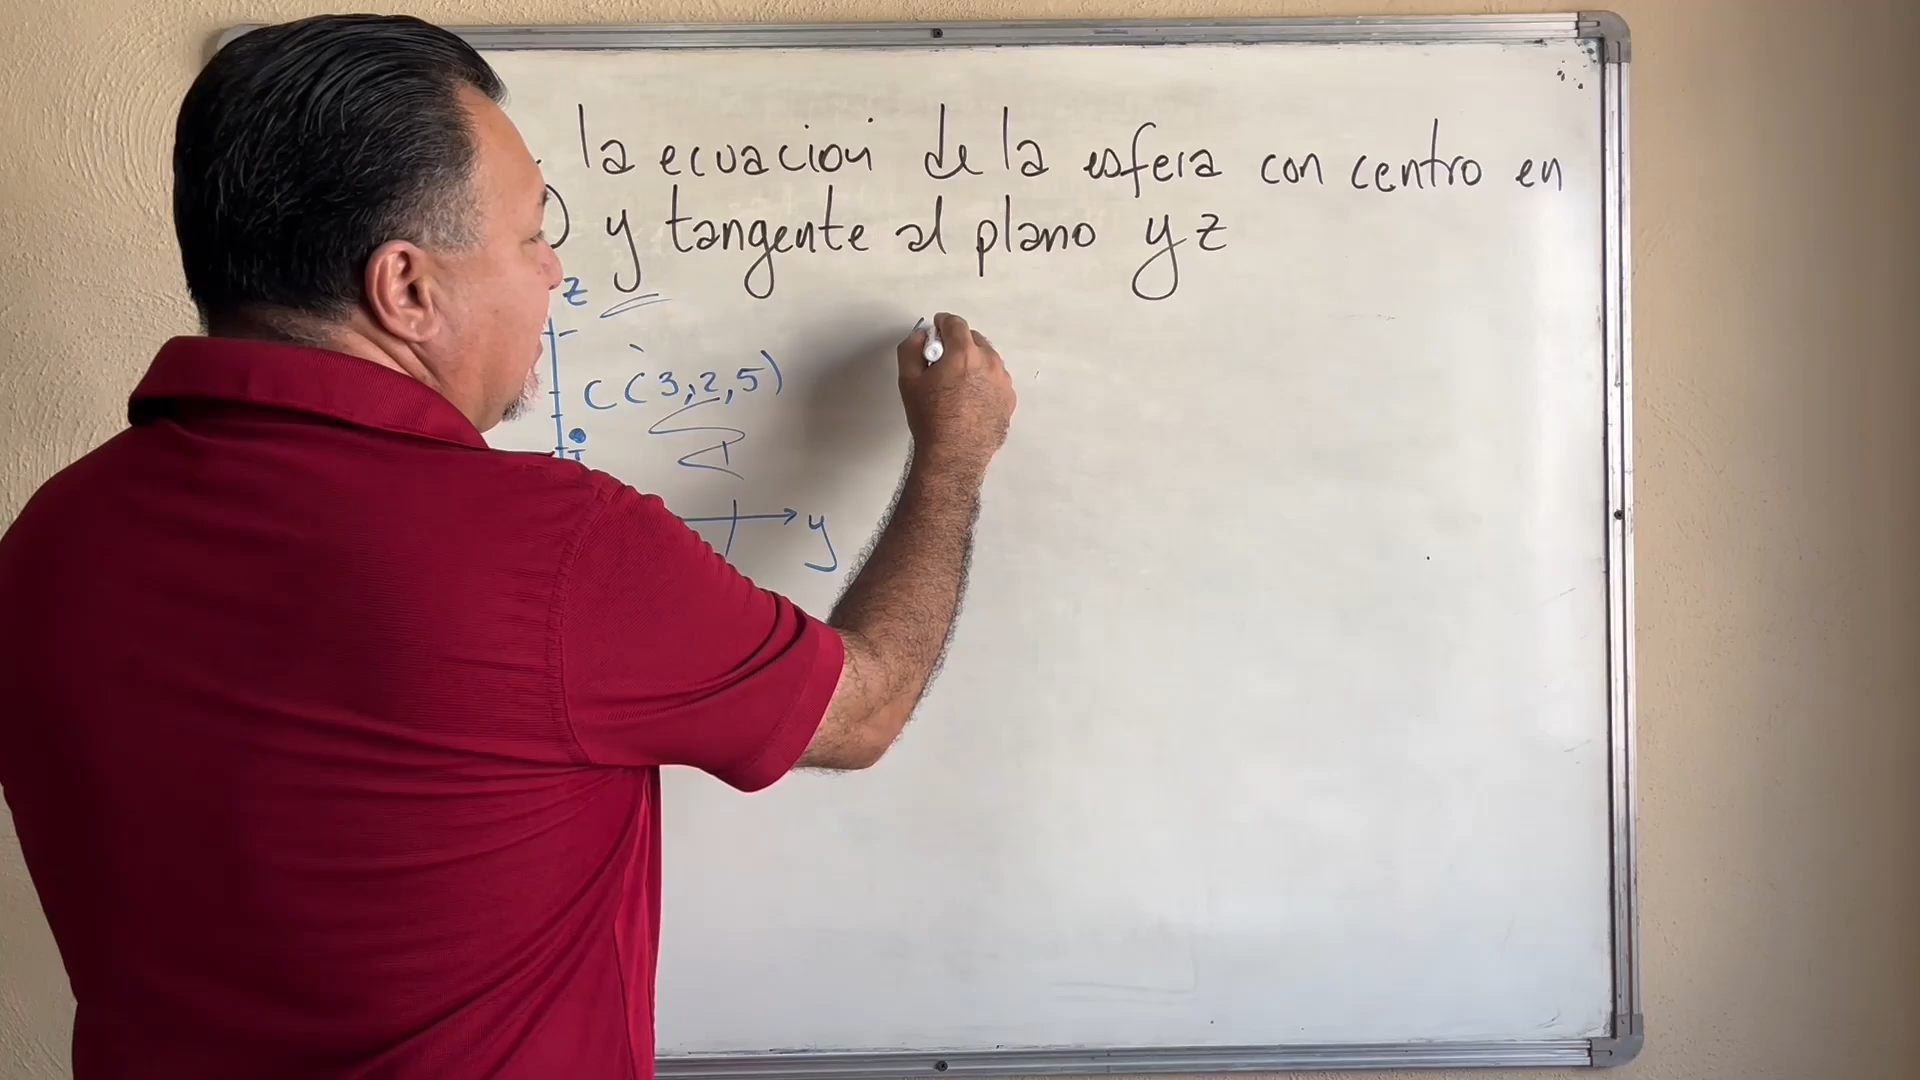 la ecuacion de la esfera con centro en
) y tangente al plano yz
z
C(3,2,5)
y